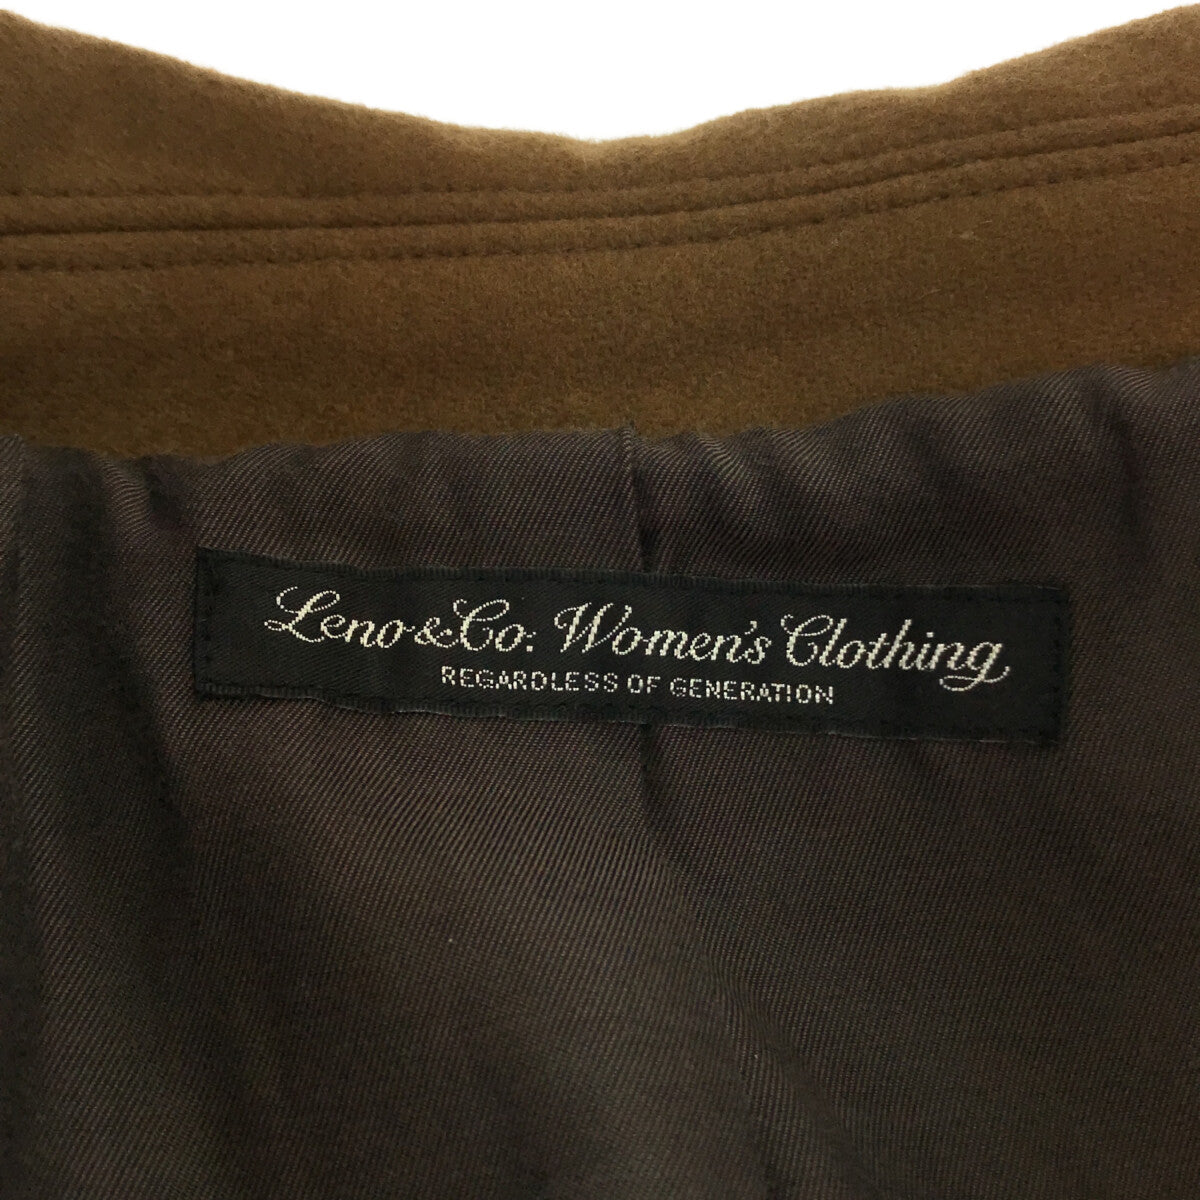 Leno & Co. Women's Clothing
REGARDLESS OF GENERATION